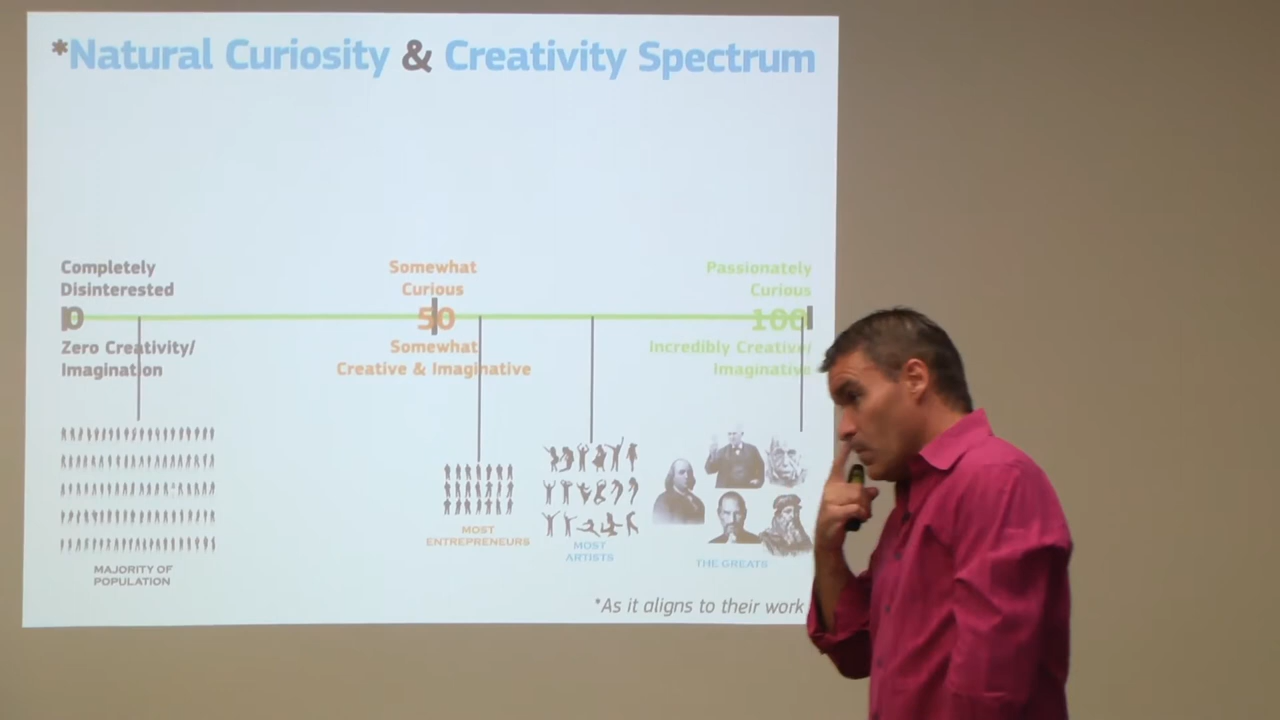 *Natural Curiosity & Creativity Spectrum
Completely
Disinterested
0
Zero Creativity/
Imagination
Somewhat
Curious
50
Somewhat
Creative & Imaginative
Passionately
Curious
100
Incredibly Creative/
Imaginative
MAJORITY OF
POPULATION
MOST
ENTREPRENEURS
MOST
ARTISTS
THE GREATS
*As it aligns to their work